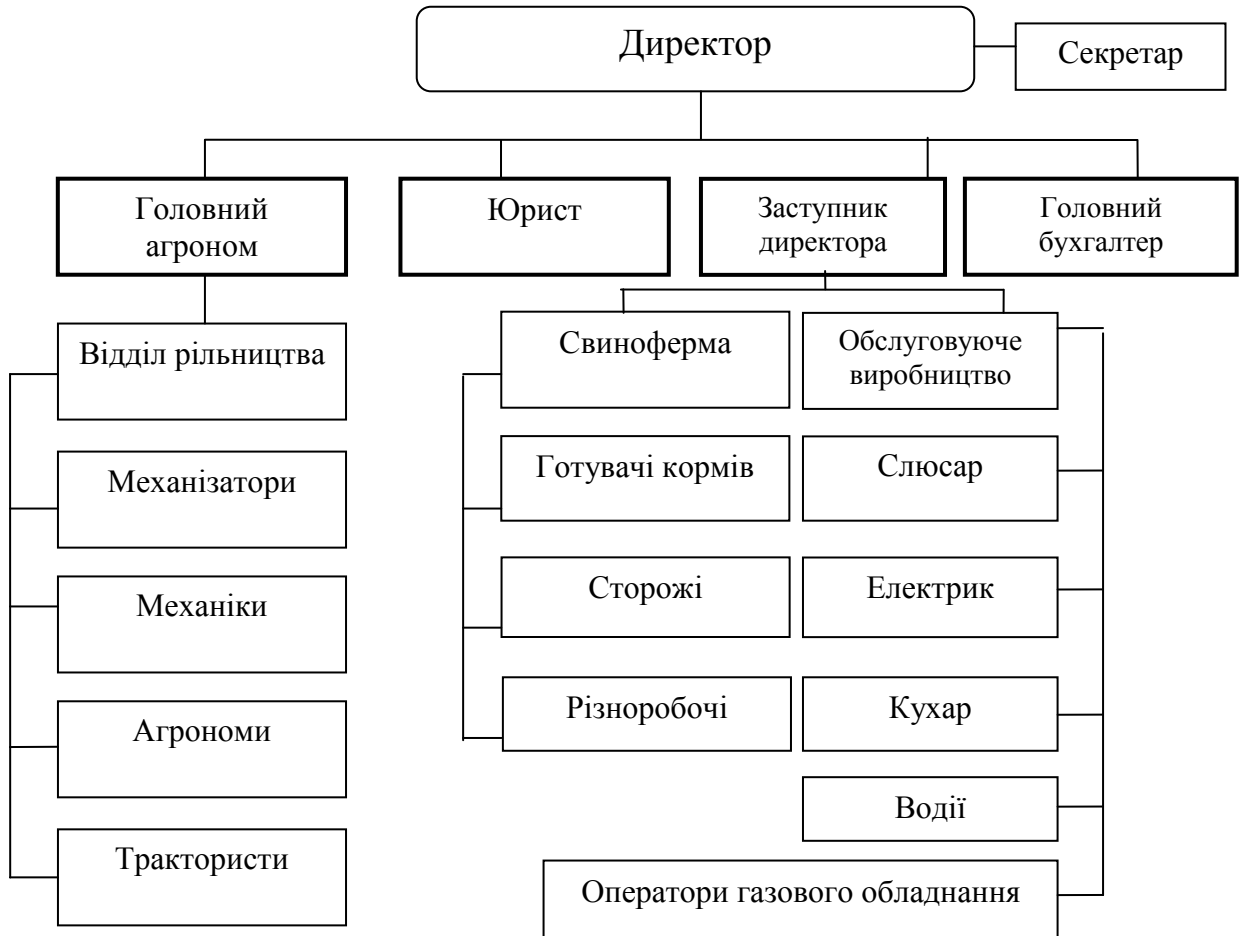 Директор
Секретар
Головний
агроном
Юрист
Заступник
директора
Головний
бухгалтер
Відділ рільництва
Механізатори
Механіки
Агрономи
Трактористи
Свиноферма
Готувачі кормів
Сторожі
Різноробочі
Обслуговуюче
виробництво
Слюсар
Електрик
Кухар
Водії
Оператори газового обладнання